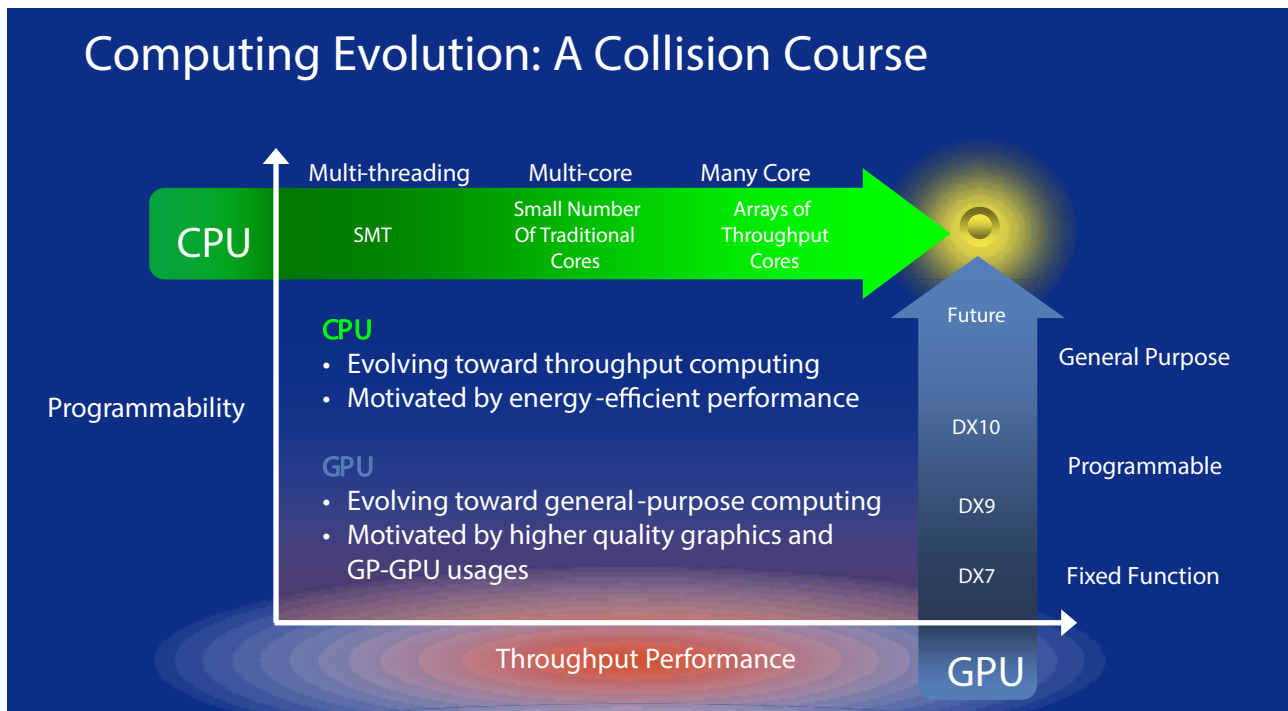 Computing Evolution: A Collision Course
Multi-threading
Multi-core
Many Core
CPU
SMT
Small Number
Of Traditional
Cores
Arrays of
Throughput
Cores
Programmability
CPU
• Evolving toward throughput computing
• Motivated by energy-efficient performance
GPU
• Evolving toward general-purpose computing
• Motivated by higher quality graphics and
GP-GPU usages
Future
General Purpose
DX10
Programmable
DX9
DX7
Fixed Function
Throughput Performance
GPU